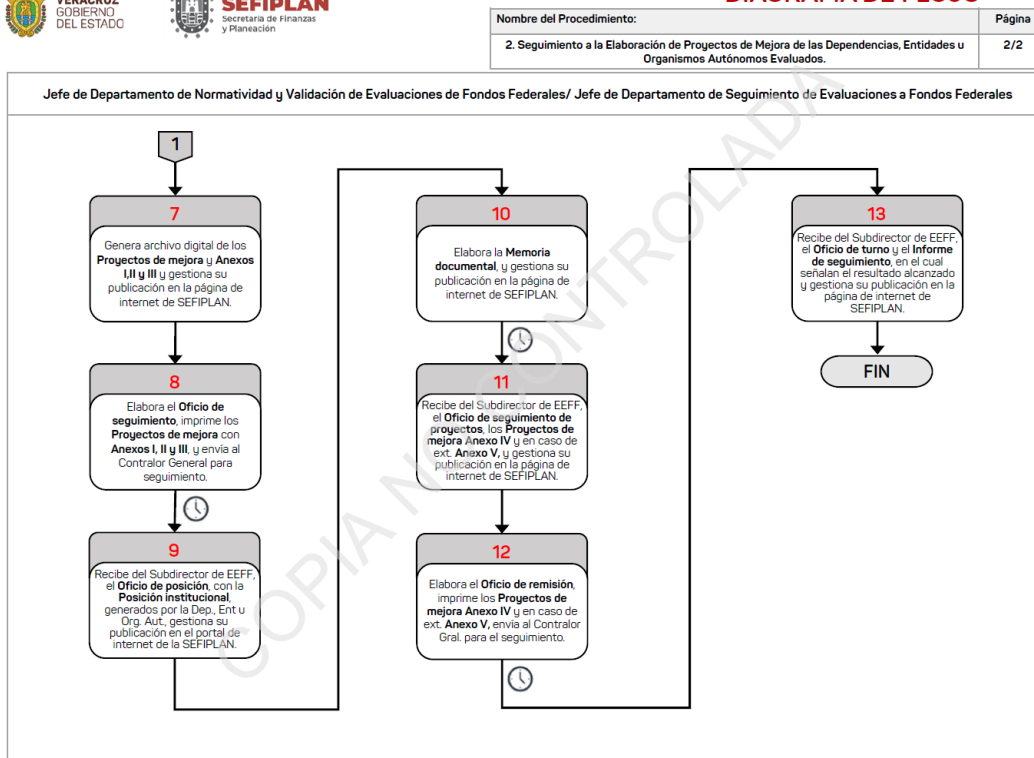 VERACRUZ
GOBIERNO
DEL ESTADO
SEFIPLAN
Secretaría de Finanzas
y Planeación
DIAGRAMA DE FLUJO
Nombre del Procedimiento:
Página
2. Seguimiento a la Elaboración de Proyectos de Mejora de las Dependencias, Entidades u
Organismos Autónomos Evaluados.
2/2
Jefe de Departamento de Normatividad y Validación de Evaluaciones de Fondos Federales/ Jefe de Departamento de Seguimiento de Evaluaciones a Fondos Federales
1
7
Genera archivo digital de los
Proyectos de mejora y Anexos
I,II y III y gestiona su
publicación en la página de
internet de SEFIPLAN.
8
Elabora el Oficio de
seguimiento, imprime los
Proyectos de mejora con
Anexos I, II y III, y envía al
Contralor General para
seguimiento.
9
Recibe del Subdirector de EEFF,
el Oficio de posición, con la
Posición institucional,
generados por la Dep., Ent u
Org. Aut., gestiona su
publicación en el portal de
internet de la SEFIPLAN.
10
Elabora la Memoria
documental, y gestiona su
publicación en la página de
internet de SEFIPLAN.
11
Recibe del Subdirector de EEFF,
el Oficio de seguimiento de
proyectos, los Proyectos de
mejora Anexo IV y en caso de
ext. Anexo V, y gestiona su
publicación en la página de
internet de SEFIPLAN.
12
Elabora el Oficio de remisión,
imprime los Proyectos de
mejora Anexo IV y en caso de
ext. Anexo V, envía al Contralor
Gral. para el seguimiento.
13
Recibe del Subdirector de EEFF,
el Oficio de turno y el Informe
de seguimiento, en el cual
señalan el resultado alcanzado
y gestiona su publicación en la
página de internet de
SEFIPLAN.
FIN
COPIA NO CONTROLADA